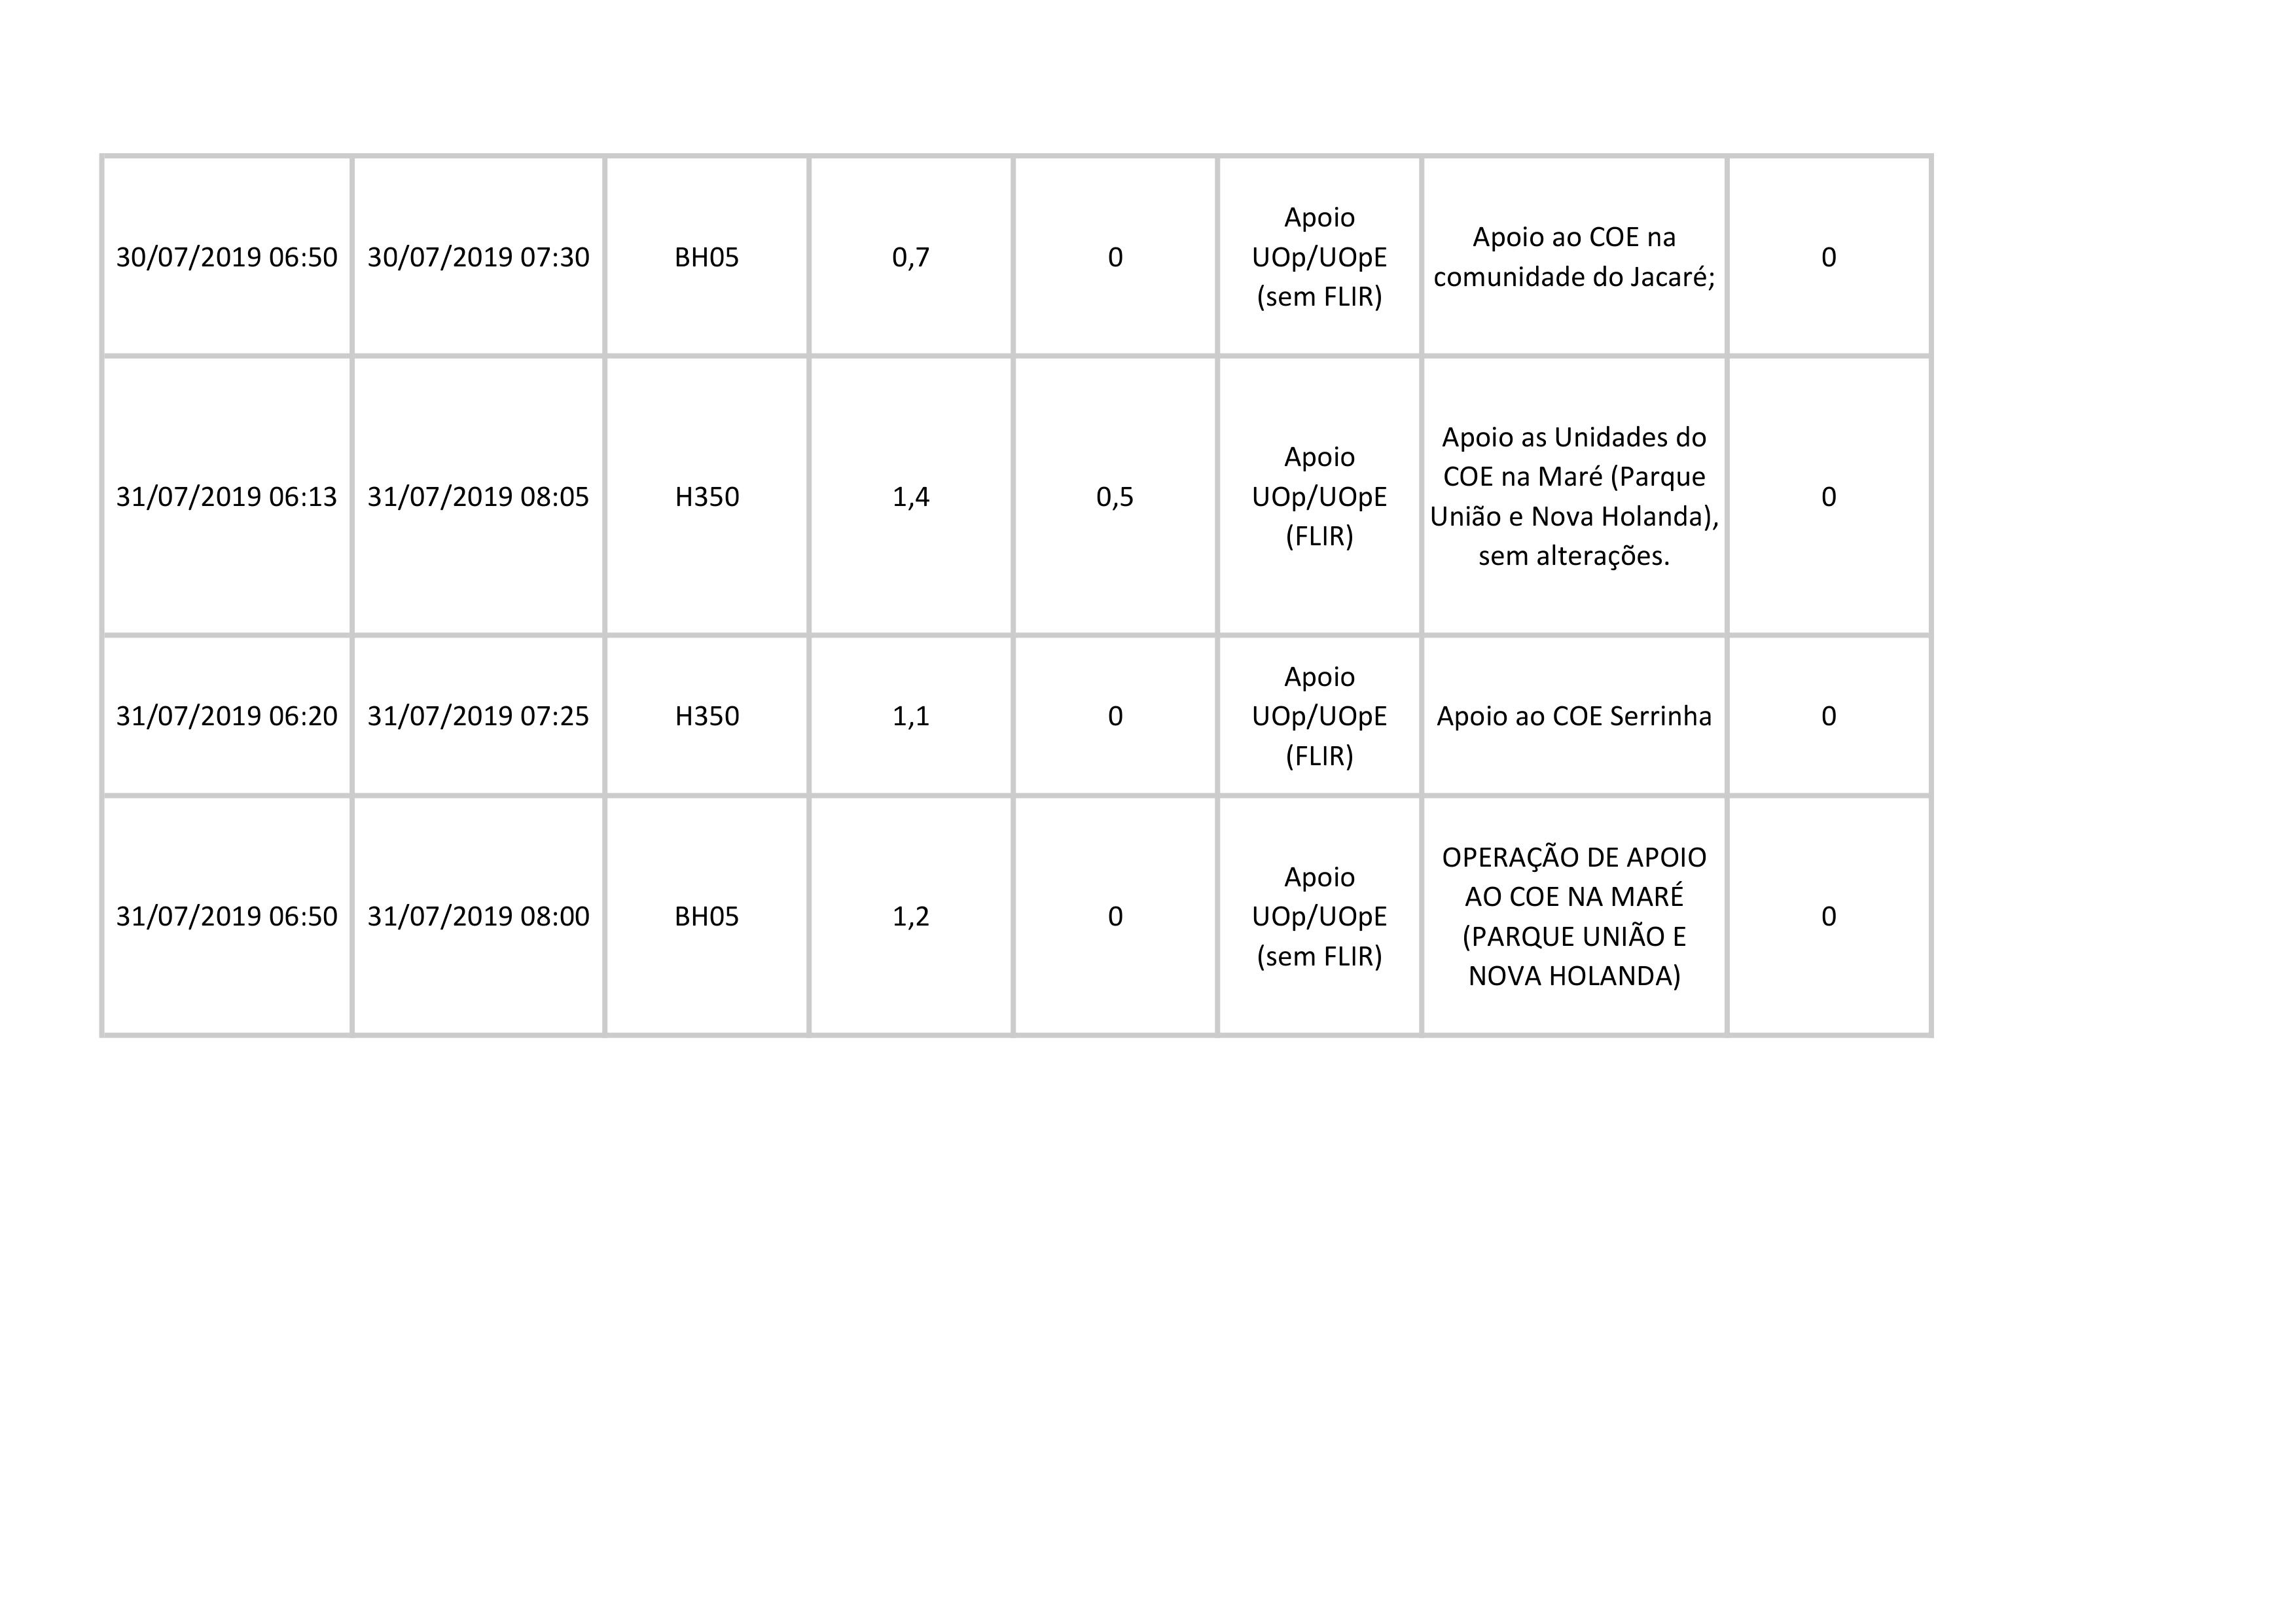 30/07/2019 06:50 30/07/2019 07:30 BH05 0,7 0 Apoio UOp/UOpE (sem FLIR) Apoio ao COE na comunidade do Jacaré; 0
31/07/2019 06:13 31/07/2019 08:05 H350 1,4 0,5 Apoio UOp/UOpE (FLIR) Apoio as Unidades do COE na Maré (Parque União e Nova Holanda), sem alterações. 0
31/07/2019 06:20 31/07/2019 07:25 H350 1,1 0 Apoio UOp/UOpE (FLIR) Apoio ao COE Serrinha 0
31/07/2019 06:50 31/07/2019 08:00 BH05 1,2 0 Apoio UOp/UOpE (sem FLIR) OPERAÇÃO DE APOIO AO COE NA MARÉ (PARQUE UNIÃO E NOVA HOLANDA) 0